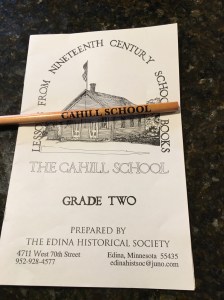 LESSONS FROM NINETEENTH CENTURY SCHOOL BOOKS
CAHILL SCHOOL
THE CAHILL SCHOOL
GRADE TWO
PREPARED BY
THE EDINA HISTORICAL SOCIETY
4711 West 70th Street
Edina, Minnesota 55435
952-928-4577
edinahistsoc@juno.com